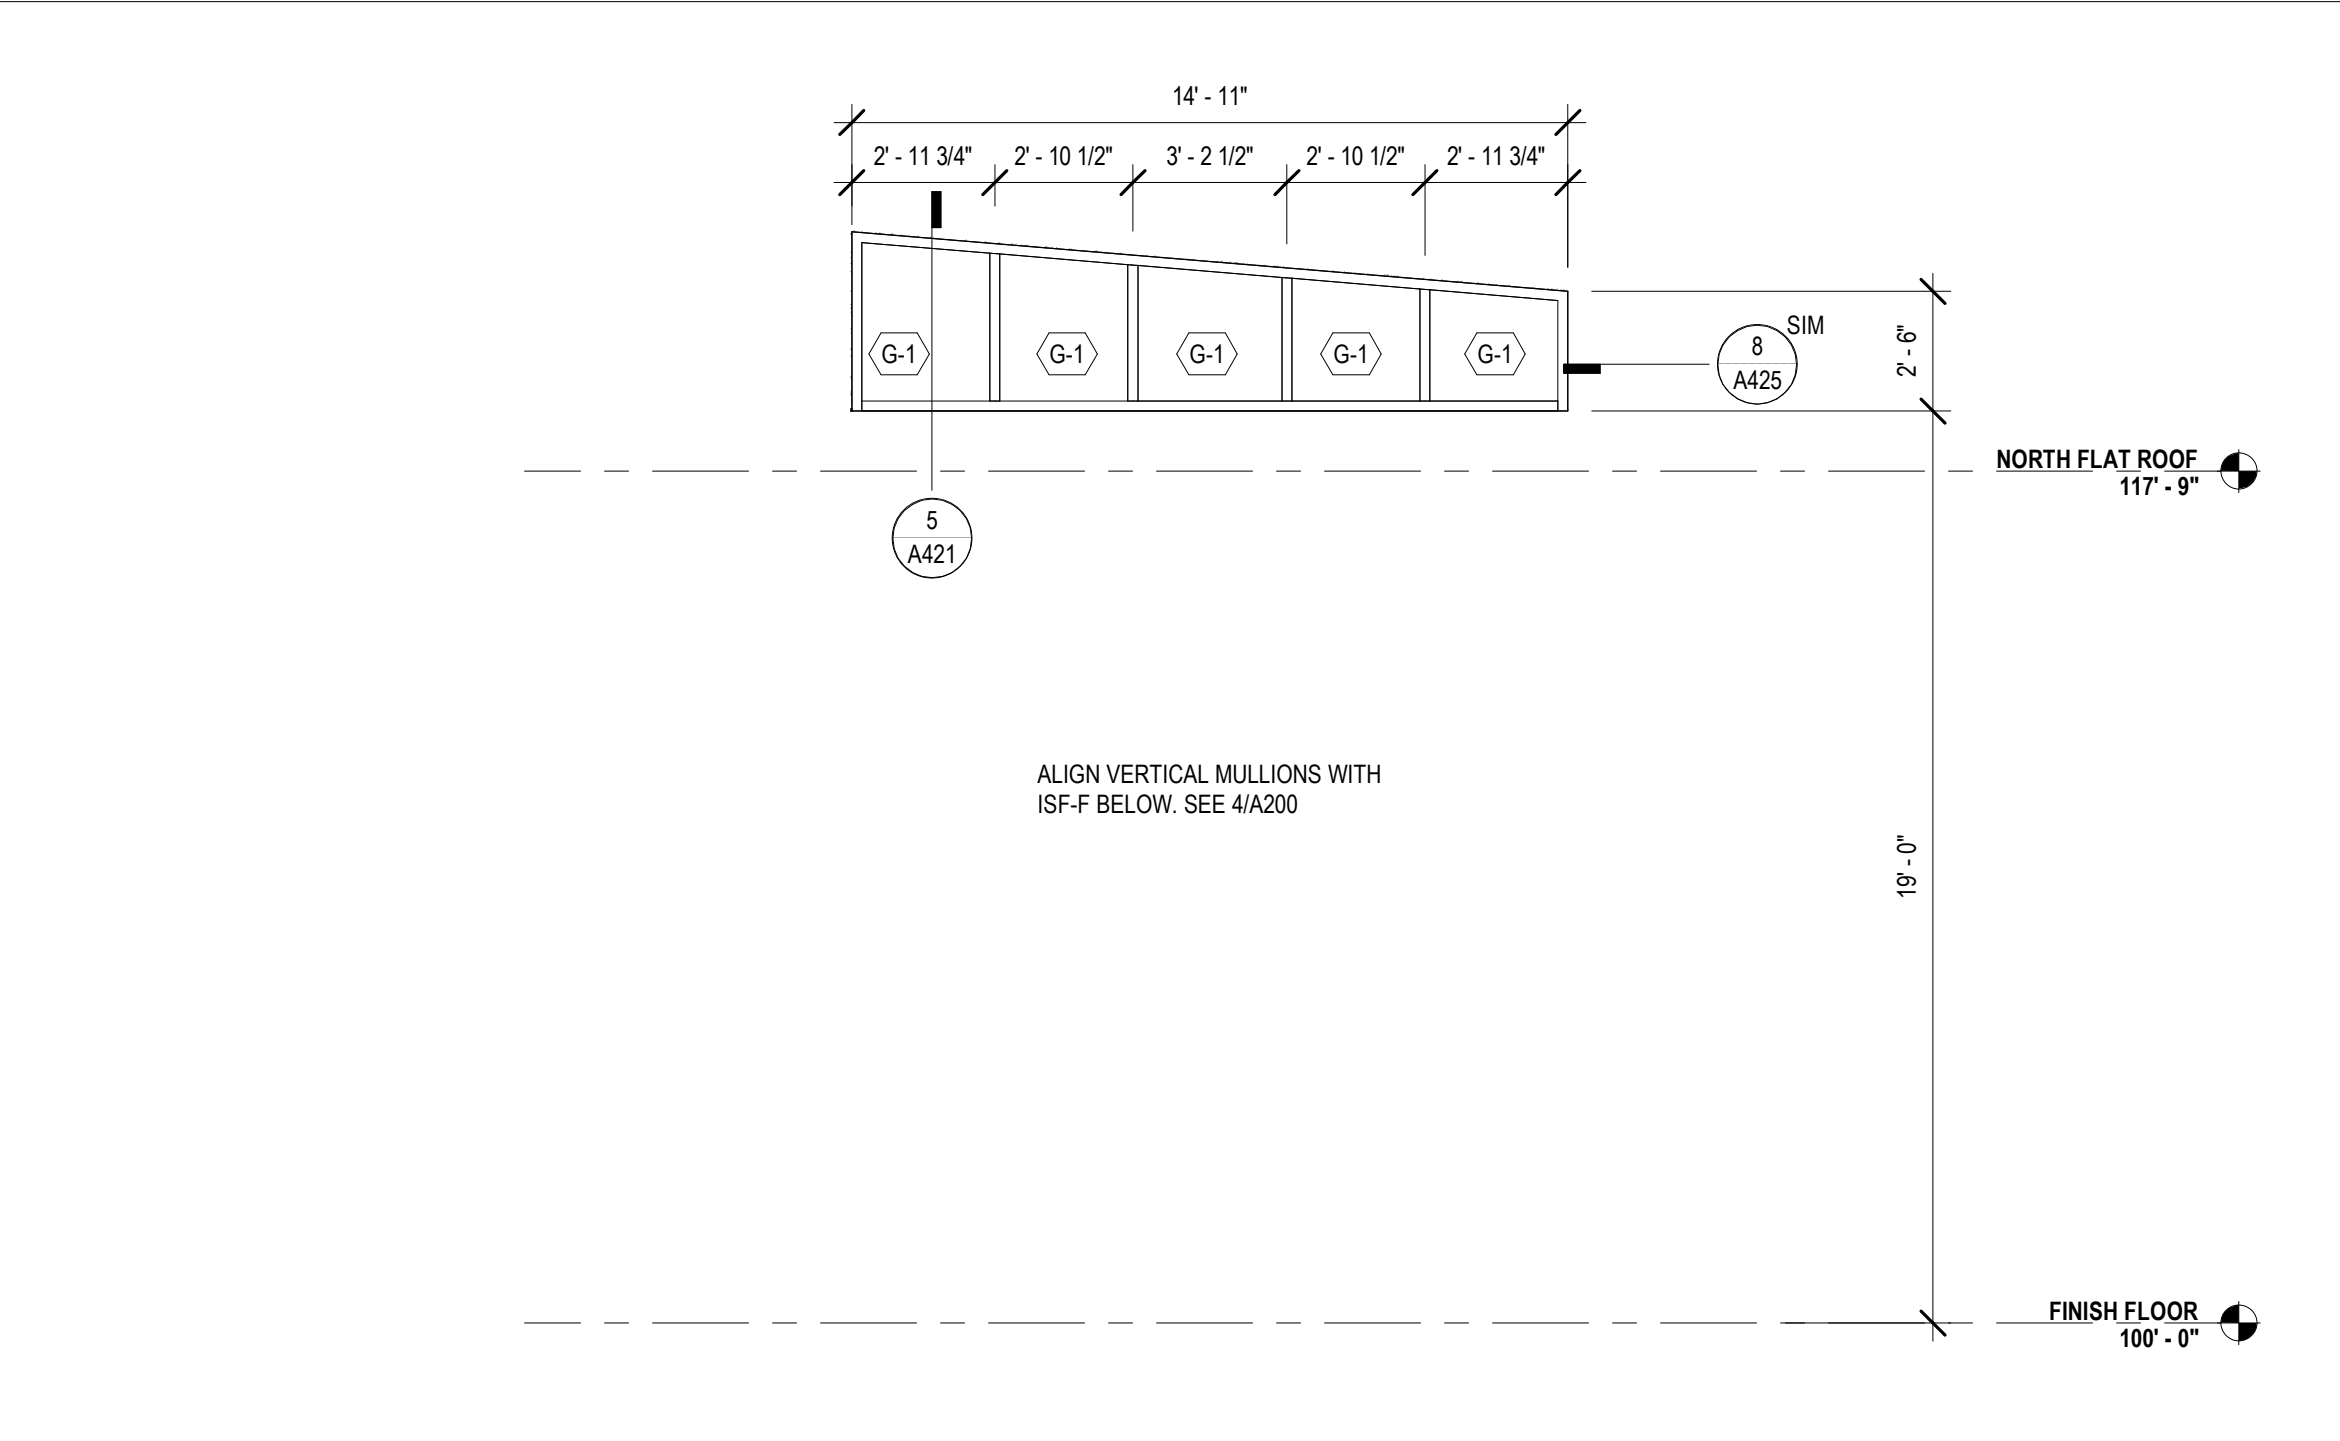 14' - 11"
2' - 11 3/4" 2' - 10 1/2" 3' - 2 1/2" 2' - 10 1/2" 2' - 11 3/4"
SIM
G-1 G-1 G-1 G-1 G-1
8
A425
2' - 6"
NORTH FLAT ROOF
117' - 9"
5
A421
ALIGN VERTICAL MULLIONS WITH
ISF-F BELOW. SEE 4/A200
19' - 0"
FINISH FLOOR
100' - 0"